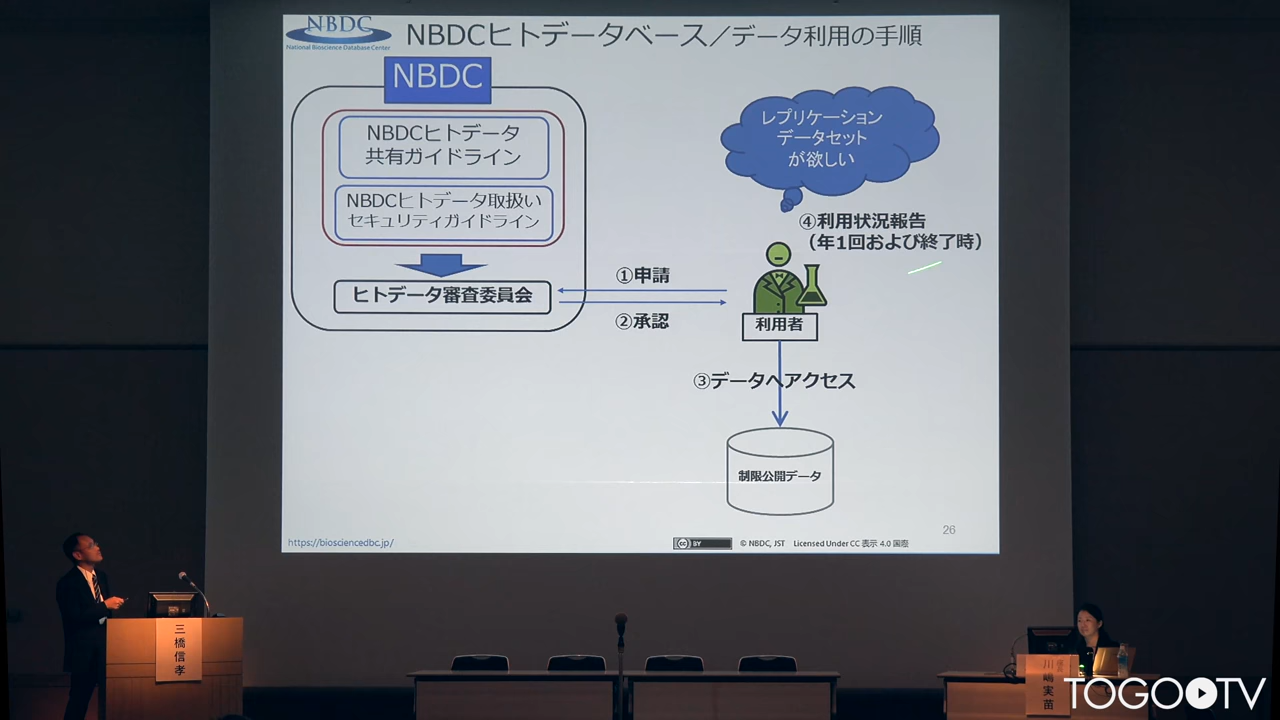 NBDC
National Bioscience Database Center
NBDCヒトデータベース／データ利用の手順
NBDC
NBDCヒトデータ
共有ガイドライン
NBDCヒトデータ取扱い
セキュリティガイドライン
ヒトデータ審査委員会
①申請
②承認
レプリケーション
データセット
が欲しい
④利用状況報告
（年1回および終了時）
利用者
③データへアクセス
制限公開データ
26
https://biosciencedbc.jp/
cc BY
© NBDC, JST Licensed Under CC 表示 4.0 国際
三橋信孝
川嶋実苗
TOGOTV